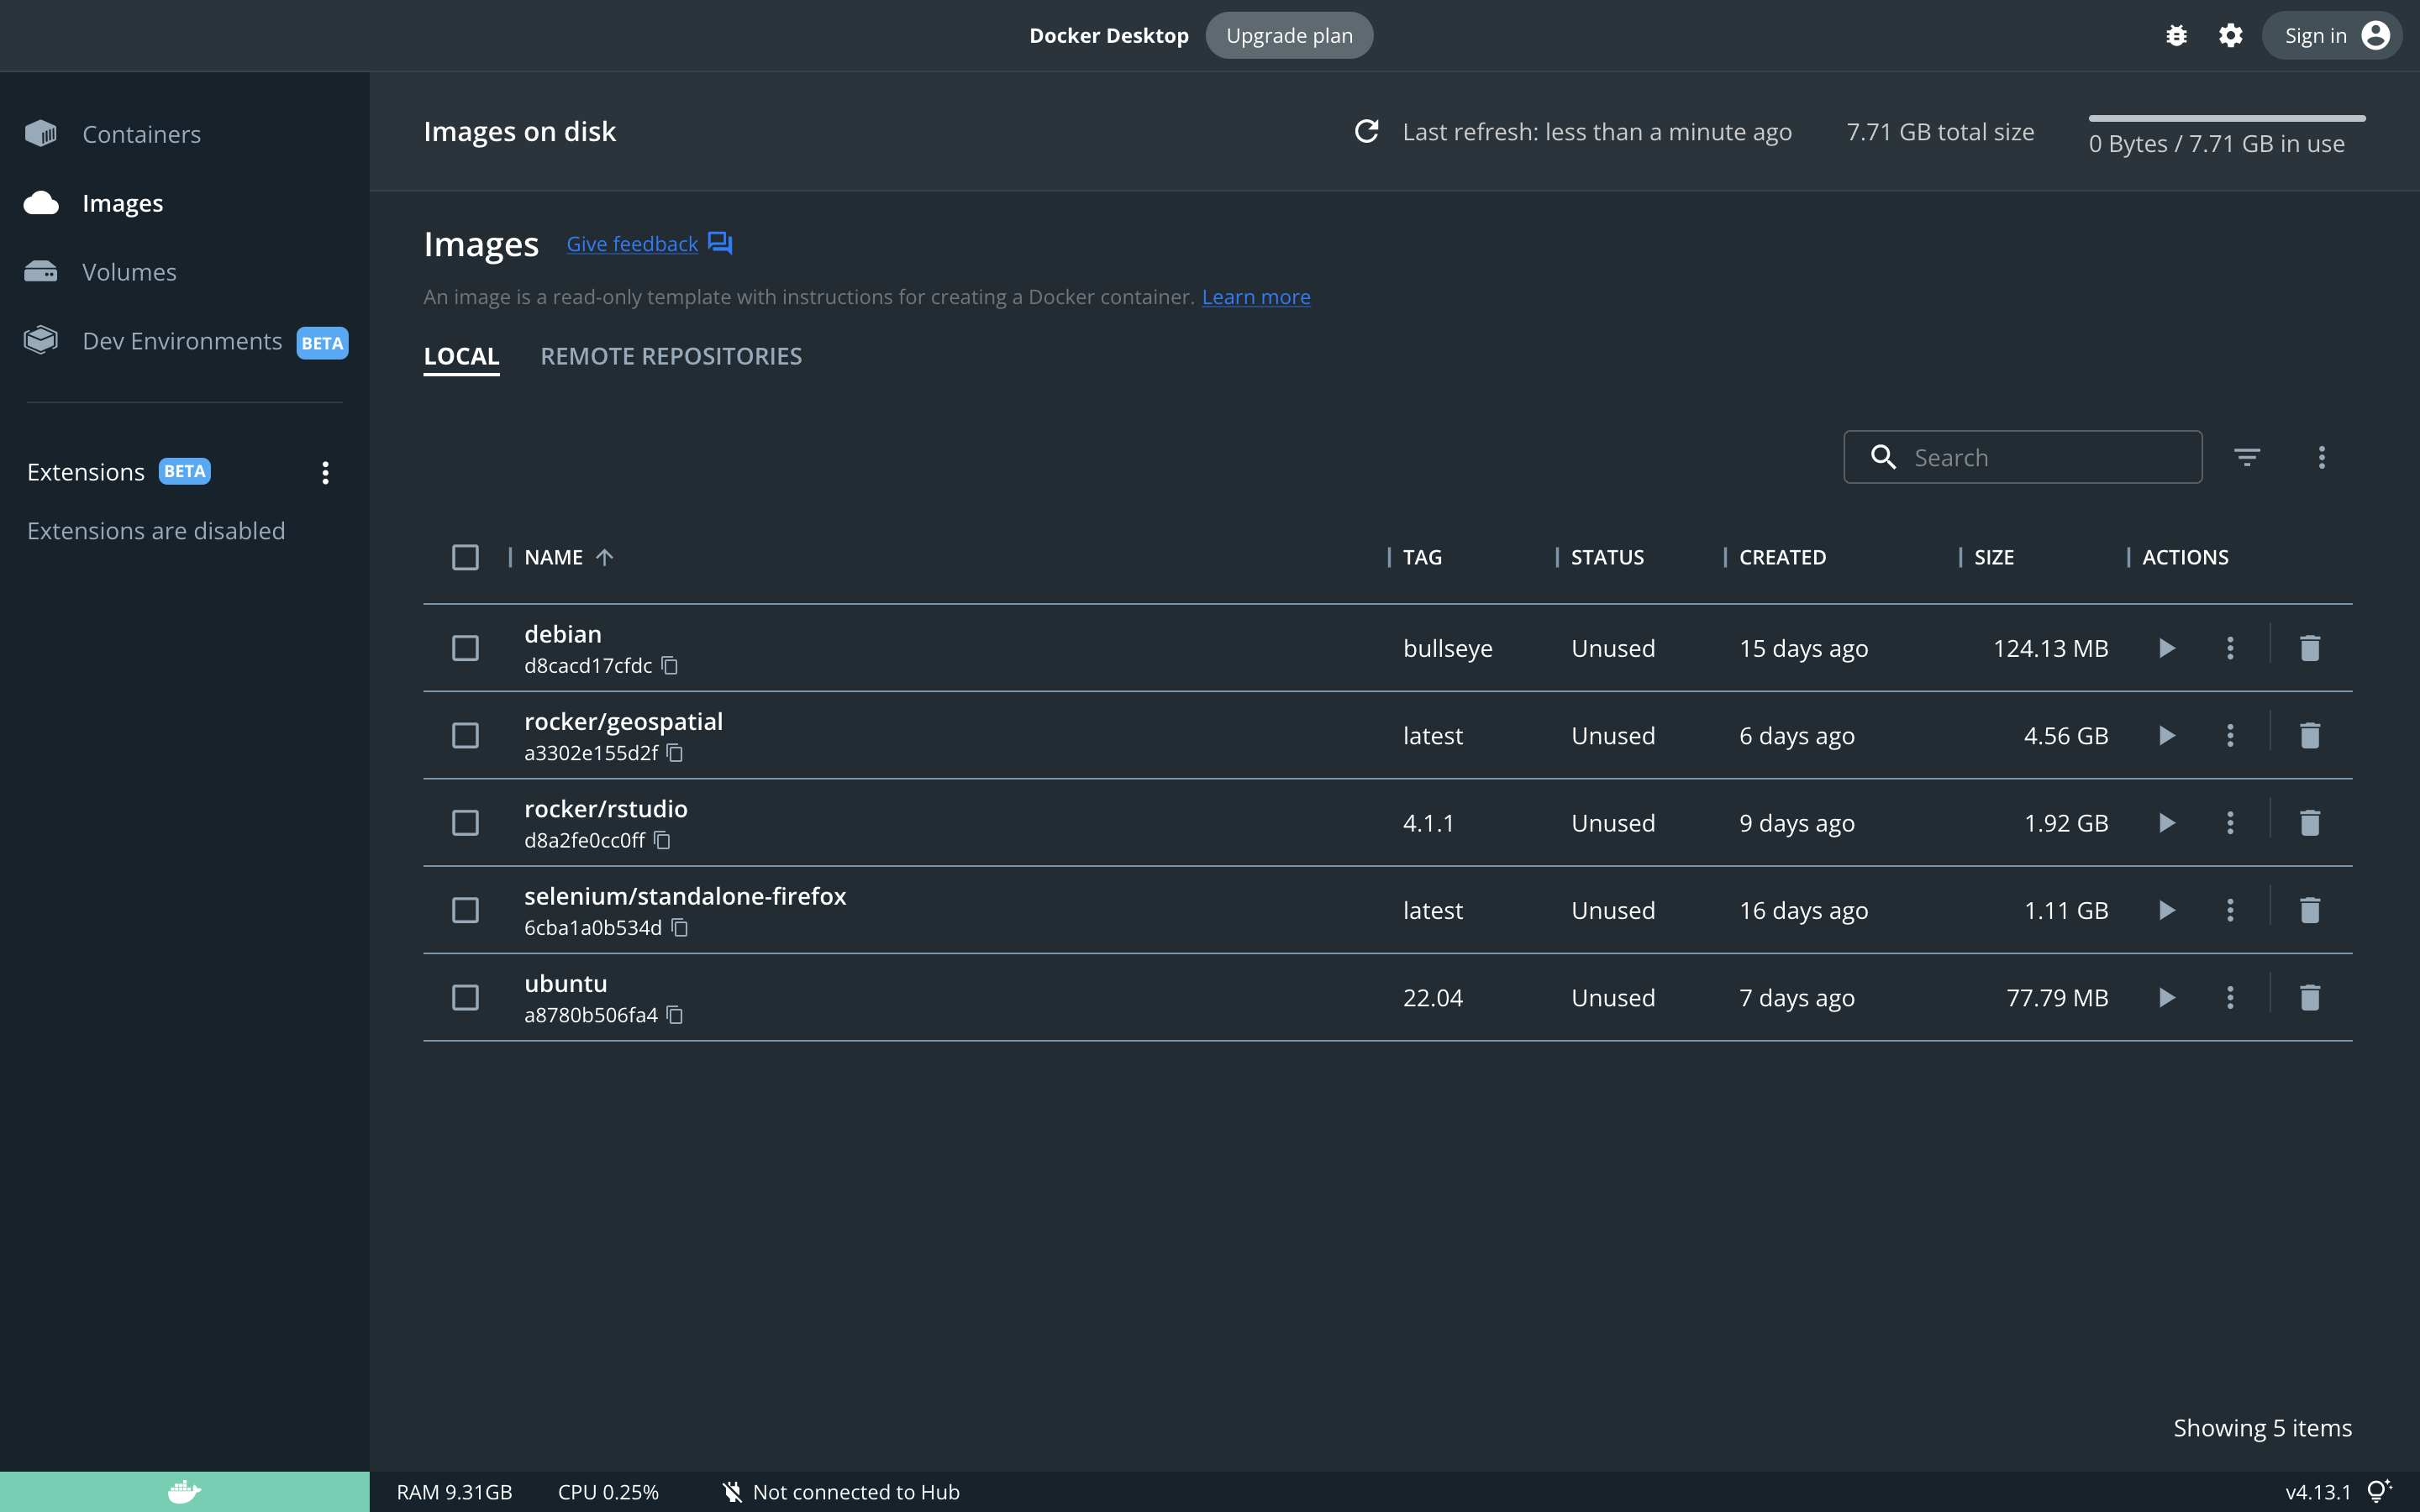 Docker Desktop Upgrade plan Sign in
Containers
Images
Volumes
Dev Environments BETA
Extensions BETA
Extensions are disabled
Images on disk Last refresh: less than a minute ago 7.71 GB total size 0 Bytes / 7.71 GB in use
Images Give feedback
An image is a read-only template with instructions for creating a Docker container. Learn more
LOCAL REMOTE REPOSITORIES
Search
NAME TAG STATUS CREATED SIZE ACTIONS
debian
d8cacd17cfdc
bullseye Unused 15 days ago 124.13 MB
rocker/geospatial
a3302e155d2f
latest Unused 6 days ago 4.56 GB
rocker/rstudio
d8a2fe0cc0ff
4.1.1 Unused 9 days ago 1.92 GB
selenium/standalone-firefox
6cba1a0b534d
latest Unused 16 days ago 1.11 GB
ubuntu
a8780b506fa4
22.04 Unused 7 days ago 77.79 MB
Showing 5 items
RAM 9.31GB CPU 0.25% Not connected to Hub v4.13.1